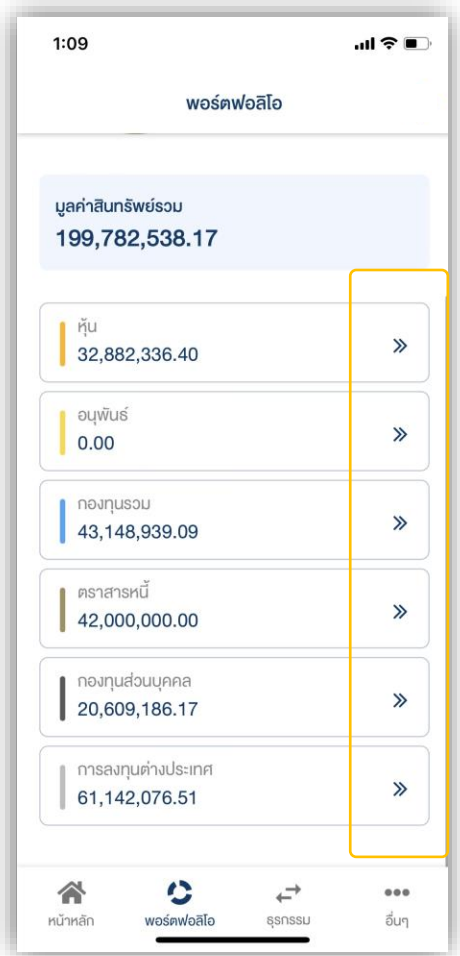 1:09
พอร์ตฟอลิโอ
มูลค่าสินทรัพย์รวม
199,782,538.17
หุ้น
32,882,336.40
อนุพันธ์
0.00
กองทุนรวม
43,148,939.09
ตราสารหนี้
42,000,000.00
กองทุนส่วนบุคคล
20,609,186.17
การลงทุนต่างประเทศ
61,142,076.51
หน้าหลัก พอร์ตฟอลิโอ ธุรกรรม อื่นๆ